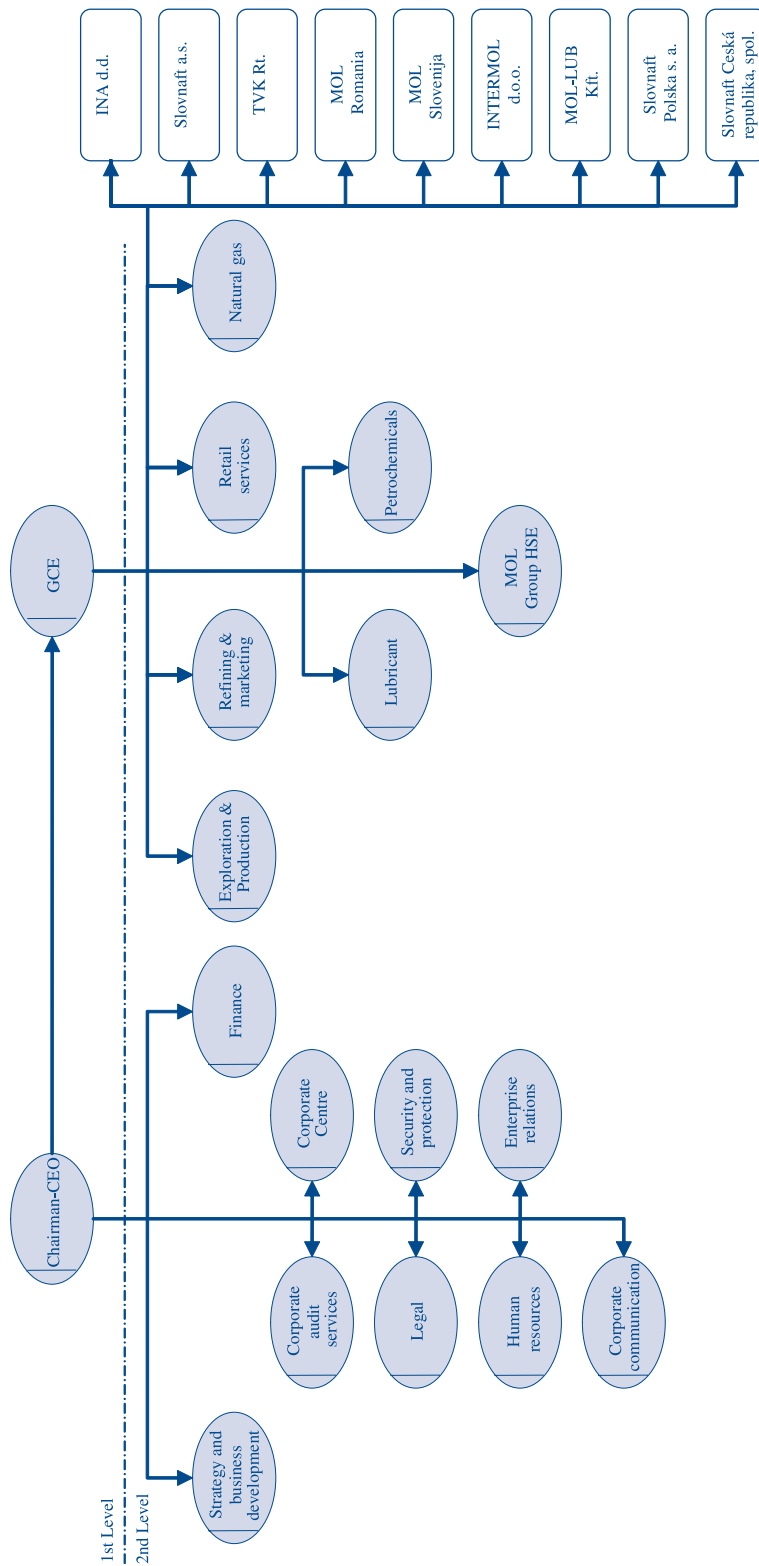 1st Level
2nd Level
Chairman-CEO
GCE
Strategy and
business
development
Finance
Exploration &
Production
Refining &
marketing
Retail
services
Natural gas
Corporate
audit
services
Corporate
Centre
Legal
Security and
protection
Human
resources
Enterprise
relations
Corporate
communication
Lubricant
Petrochemicals
MOL
Group HSE
INA d.d.
Slovnaft a.s.
TVK Rt.
MOL
Romania
MOL
Slovenija
INTERMOL
d.o.o.
MOL-LUB
Kft.
Slovnaft
Polska s. a.
Slovnaft Ceská
republika, spol.